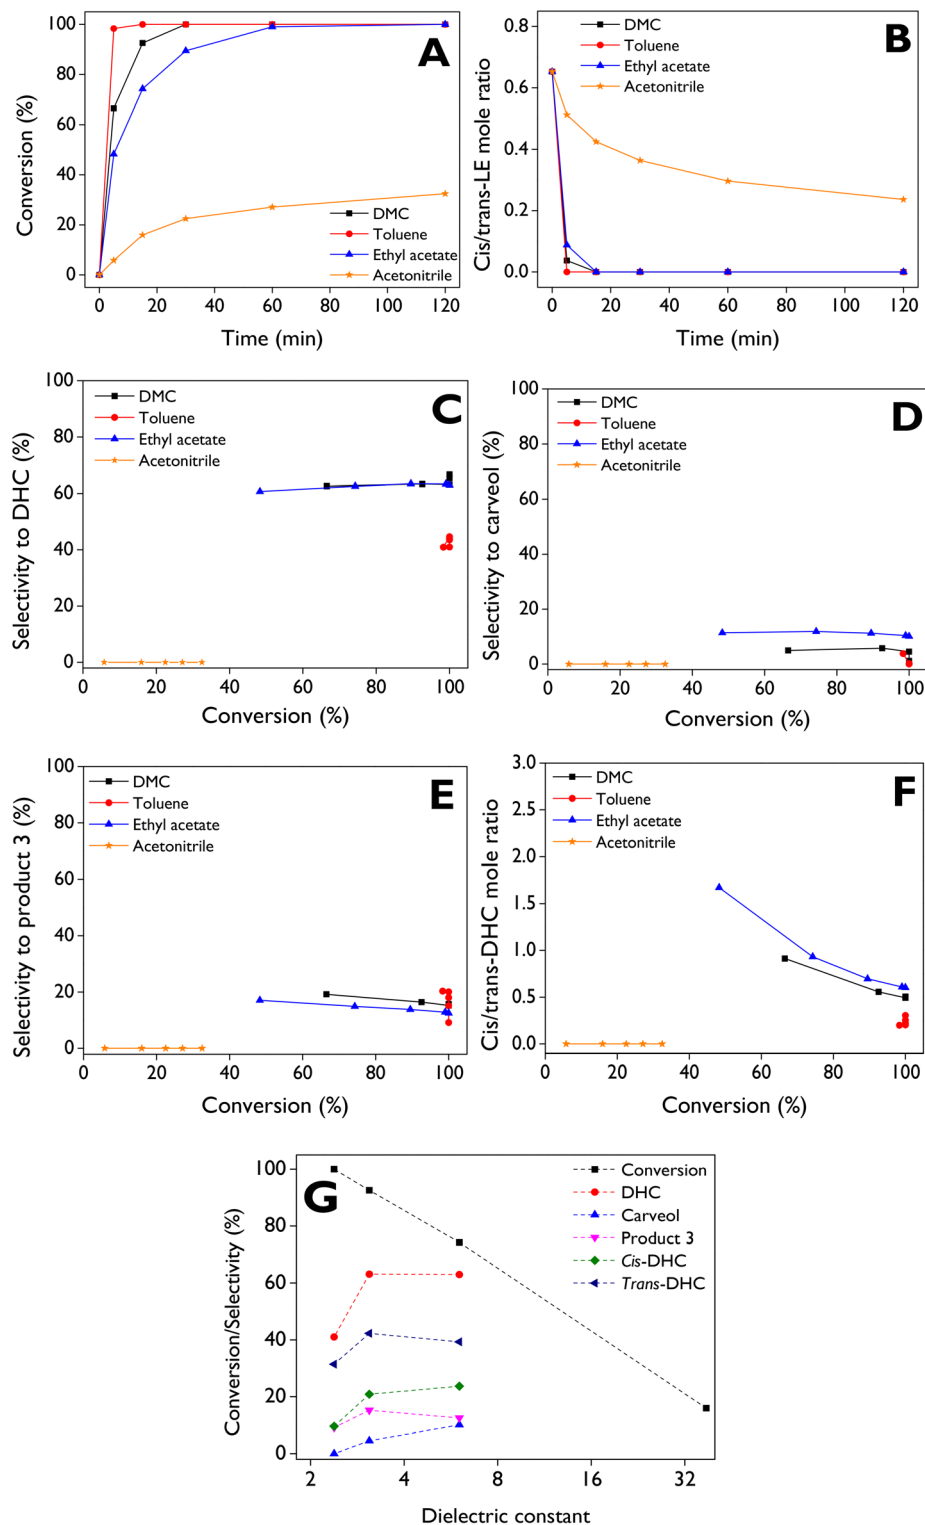 A
Conversion (%)
100
80
60
40
20
0
DMC
Toluene
Ethyl acetate
Acetonitrile
0 20 40 60 80 100 120
Time (min)
B
Cis/trans-LE mole ratio
0.8
0.6
0.4
0.2
0.0
DMC
Toluene
Ethyl acetate
Acetonitrile
0 20 40 60 80 100 120
Time (min)
C
Selectivity to DHC (%)
100
80
60
40
20
0
DMC
Toluene
Ethyl acetate
Acetonitrile
0 20 40 60 80 100
Conversion (%)
D
Selectivity to carveol (%)
100
80
60
40
20
0
DMC
Toluene
Ethyl acetate
Acetonitrile
0 20 40 60 80 100
Conversion (%)
E
Selectivity to product 3 (%)
100
80
60
40
20
0
DMC
Toluene
Ethyl acetate
Acetonitrile
0 20 40 60 80 100
Conversion (%)
F
Cis/trans-DHC mole ratio
3.0
2.5
2.0
1.5
1.0
0.5
0.0
DMC
Toluene
Ethyl acetate
Acetonitrile
0 20 40 60 80 100
Conversion (%)
G
Conversion/Selectivity (%)
100
80
60
40
20
0
Conversion
DHC
Carveol
Product 3
Cis-DHC
Trans-DHC
2 4 8 16 32
Dielectric constant